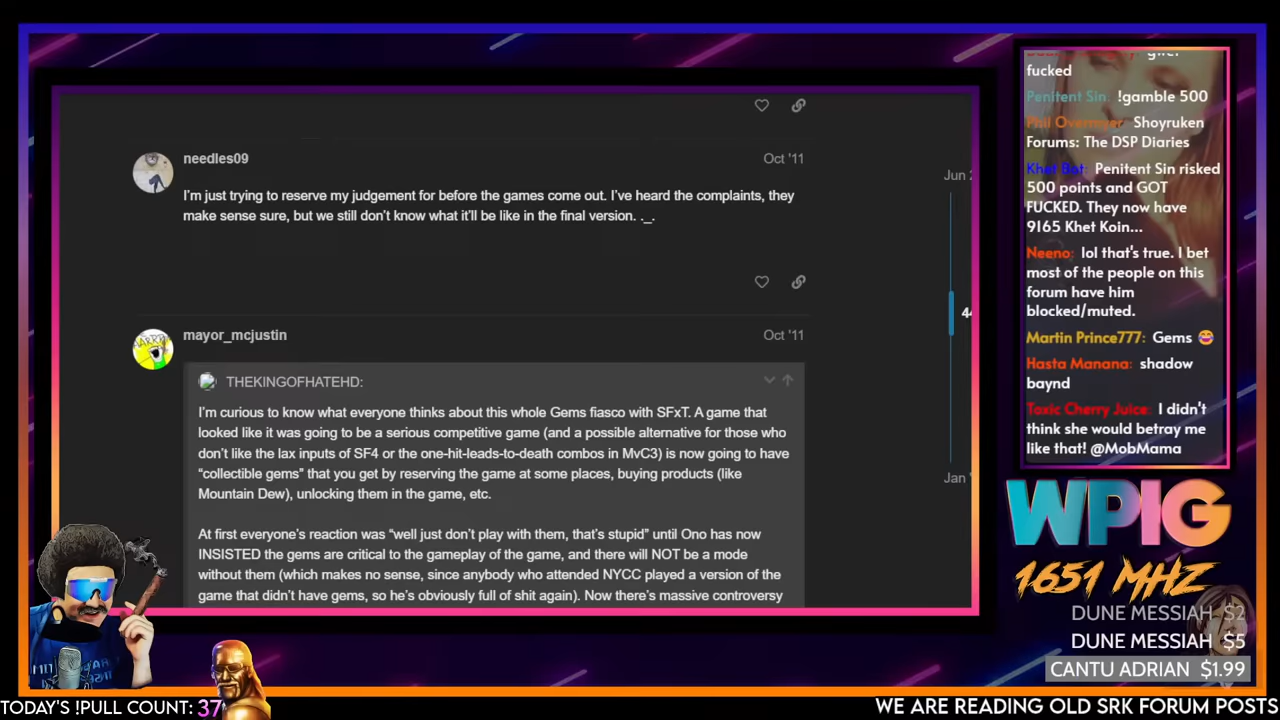 needles09
Oct '11
I'm just trying to reserve my judgement for before the games come out. I've heard the complaints, they
make sense sure, but we still don't know what it'll be like in the final version. ._.
mayor_mcjustin
Oct '11
THEKINGOFHATEHD:
I'm curious to know what everyone thinks about this whole Gems fiasco with SFxT. A game that
looked like it was going to be a serious competitive game (and a possible alternative for those who
don't like the lax inputs of SF4 or the one-hit-leads-to-death combos in MvC3) is now going to have
“collectible gems” that you get by reserving the game at some places, buying products (like
Mountain Dew), unlocking them in the game, etc.
At first everyone's reaction was “well just don't play with them, that's stupid” until Ono has now
INSISTED the gems are critical to the gameplay of the game, and there will NOT be a mode
without them (which makes no sense, since anybody who attended NYCC played a version of the
game that didn't have gems, so he's obviously full of shit again). Now there's massive controversy
Jun 2
44
Jan '
fucked
Penitent Sin: !gamble 500
Phil Overmeyer: Shoyruken
Forums: The DSP Diaries
Khet Bot: Penitent Sin risked
500 points and GOT
FUCKED. They now have
9165 Khet Koin...
Neeno: lol that's true. I bet
most of the people on this
forum have him
blocked/muted.
Martin Prince777: Gems 😂
Hasta Manana: shadow
baynd
Toxic Cherry Juice: I didn't
think she would betray me
like that! @MobMama
WPIG
1651 MHZ
DUNE MESSIAH $2
DUNE MESSIAH $5
CANTU ADRIAN $1.99
TODAY'S !PULL COUNT: 37
WE ARE READING OLD SRK FORUM POSTS